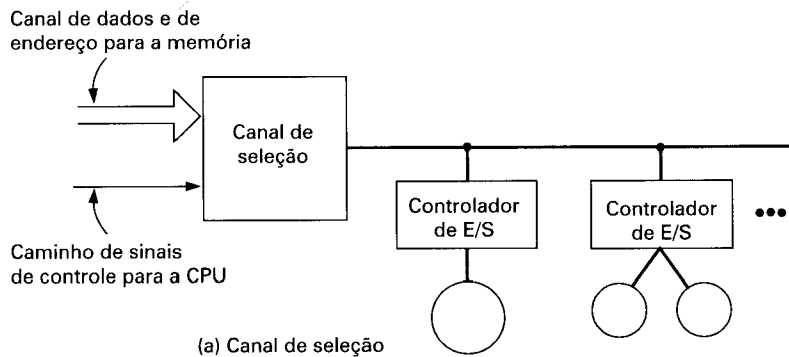 Canal de dados e de
endereço para a memória
Canal de
seleção
Controlador
de E/S
Controlador
de E/S
Caminho de sinais
de controle para a CPU
(a) Canal de seleção